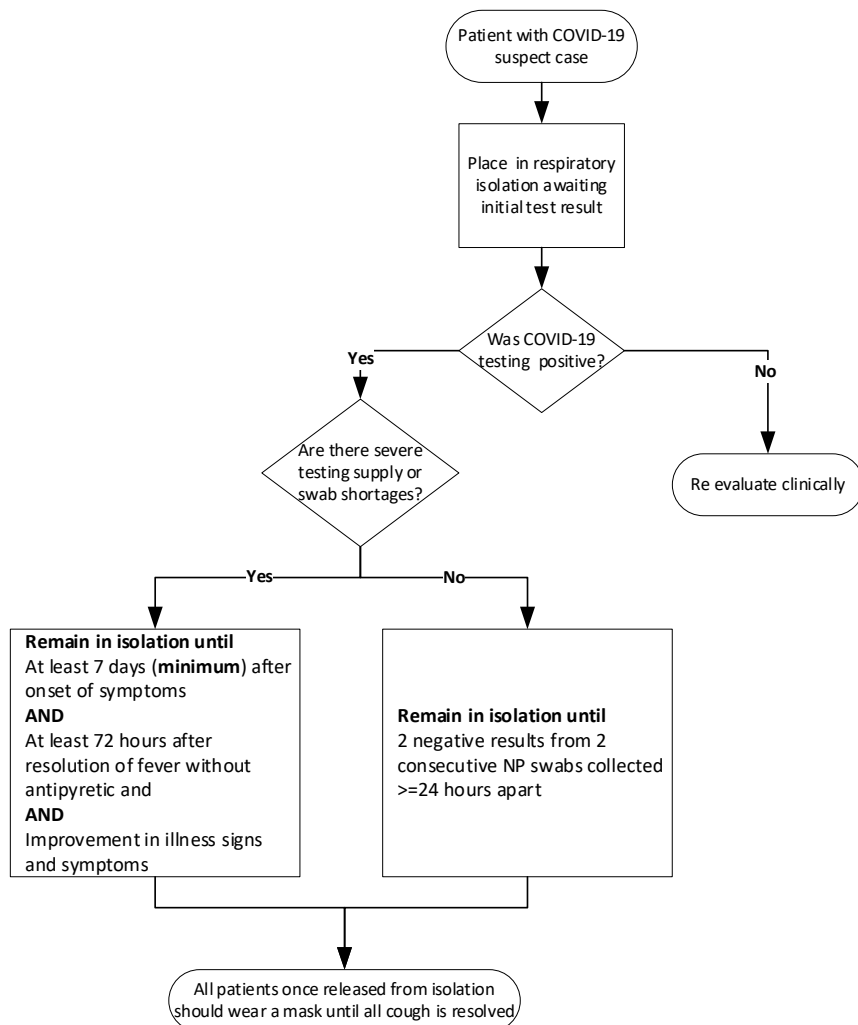 Patient with COVID-19
suspect case
Place in respiratory
isolation awaiting
initial test result
Was COVID-19
testing positive?
Yes
No
Are there severe
testing supply or
swab shortages?
Re evaluate clinically
Yes
No
Remain in isolation until
At least 7 days (minimum) after
onset of symptoms
AND
At least 72 hours after
resolution of fever without
antipyretic and
AND
Improvement in illness signs
and symptoms
Remain in isolation until
2 negative results from 2
consecutive NP swabs collected
>=24 hours apart
All patients once released from isolation
should wear a mask until all cough is resolved